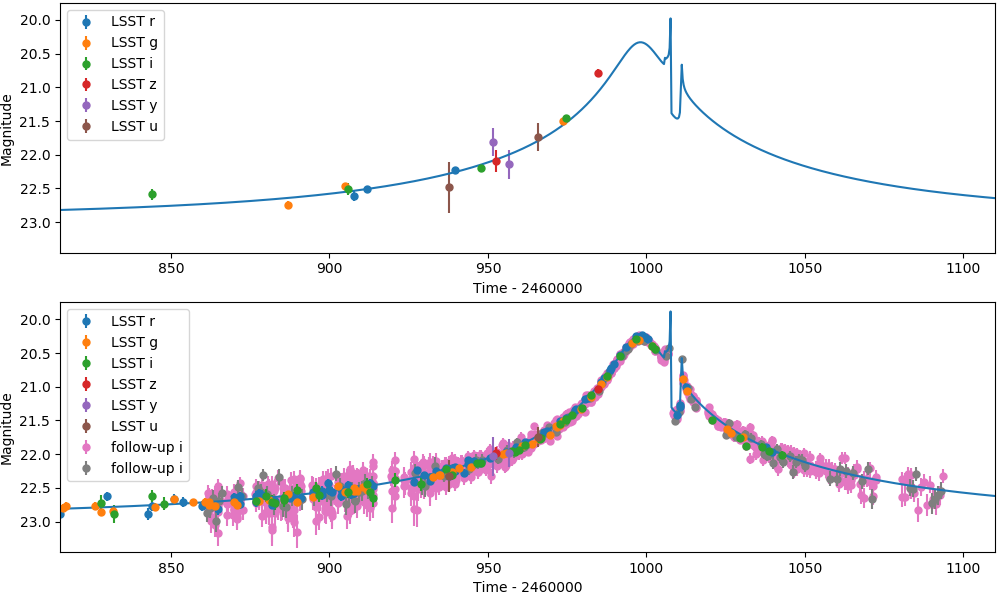 20.0
20.5
21.0
21.5
22.0
22.5
23.0
Magnitude
LSST r
LSST g
LSST i
LSST z
LSST y
LSST u
850
900
950
1000
1050
1100
Time - 2460000
20.0
20.5
21.0
21.5
22.0
22.5
23.0
Magnitude
LSST r
LSST g
LSST i
LSST z
LSST y
LSST u
follow-up i
follow-up i
850
900
950
1000
1050
1100
Time - 2460000